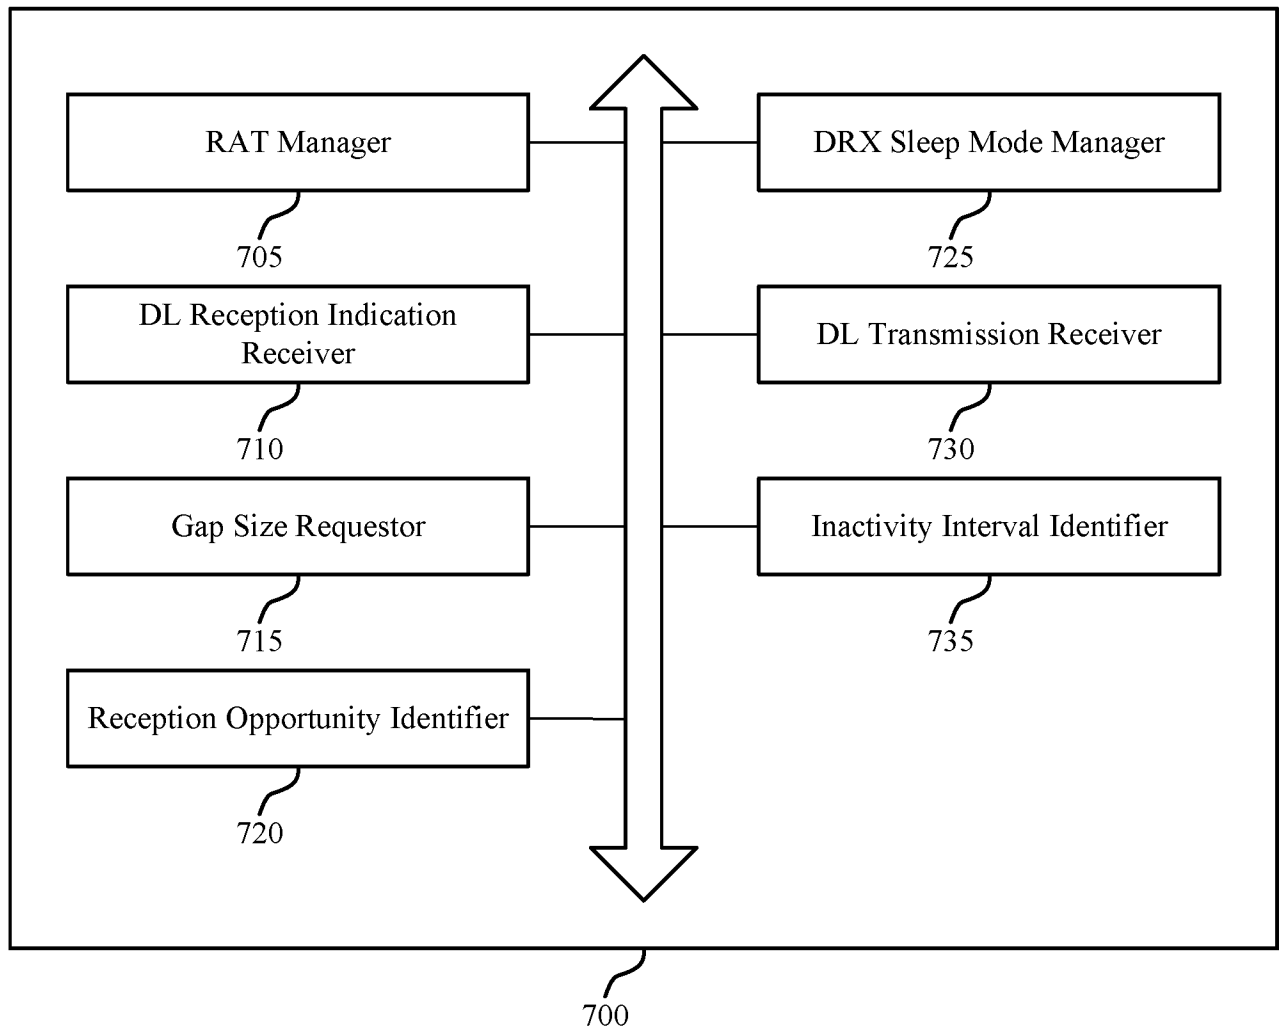 RAT Manager
705
DL Reception Indication
Receiver
710
Gap Size Requestor
715
Reception Opportunity Identifier
720
DRX Sleep Mode Manager
725
DL Transmission Receiver
730
Inactivity Interval Identifier
735
700